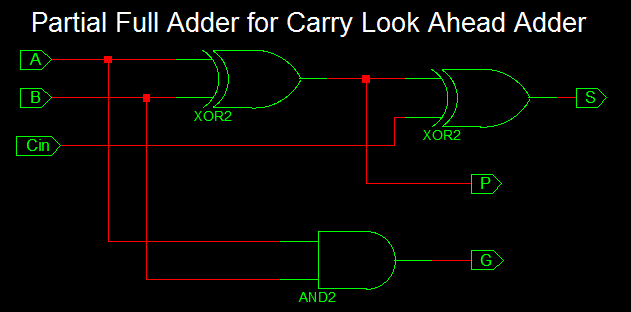 Partial Full Adder for Carry Look Ahead Adder
A
B
XOR2
S
Cin
XOR2
P
G
AND2